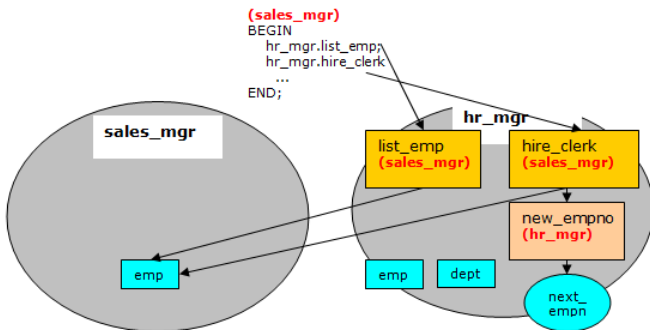 (sales_mgr)
BEGIN
hr_mgr.list_emp;
hr_mgr.hire_clerk
...
END;
sales_mgr
hr_mgr
list_emp
(sales_mgr)
hire_clerk
(sales_mgr)
new_empno
(hr_mgr)
emp
emp
dept
next_
empn